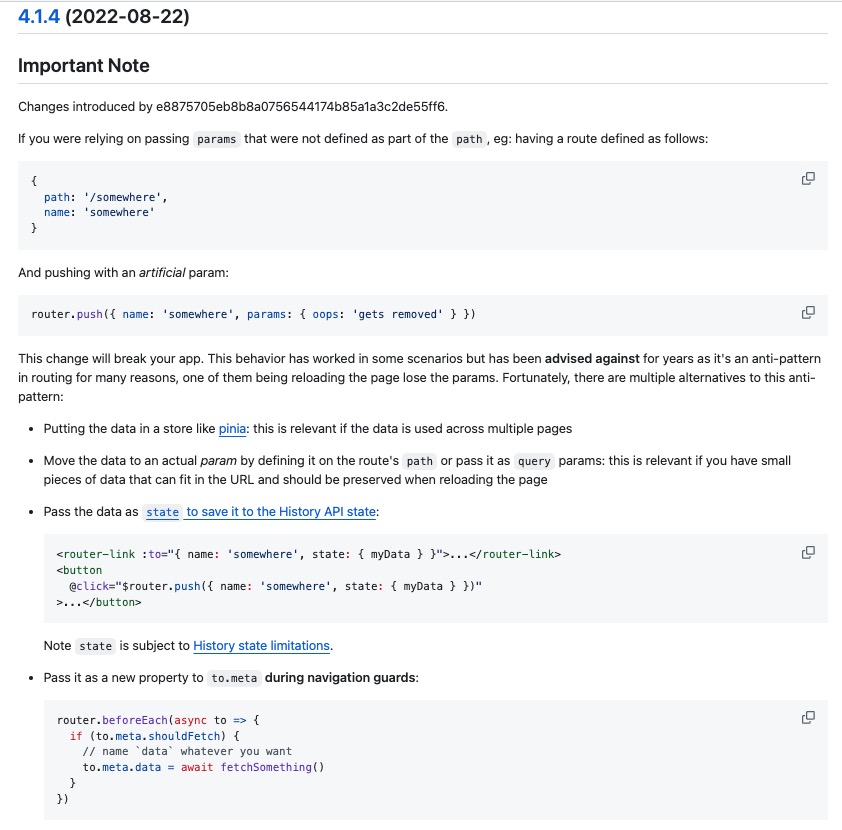 4.1.4 (2022-08-22)
Important Note
Changes introduced by e8875705eb8b8a0756544174b85a1a3c2de55ff6.
If you were relying on passing params that were not defined as part of the path , eg: having a route defined as follows:
{
  path: '/somewhere',
  name: 'somewhere'
}
And pushing with an artificial param:
router.push({ name: 'somewhere', params: { oops: 'gets removed' } })
This change will break your app. This behavior has worked in some scenarios but has been advised against for years as it's an anti-pattern
in routing for many reasons, one of them being reloading the page lose the params. Fortunately, there are multiple alternatives to this anti-
pattern:
• Putting the data in a store like pinia: this is relevant if the data is used across multiple pages
• Move the data to an actual param by defining it on the route's path or pass it as query params: this is relevant if you have small
pieces of data that can fit in the URL and should be preserved when reloading the page
• Pass the data as state to save it to the History API state:
<router-link :to="{ name: 'somewhere', state: { myData } }">...</router-link>
<button
  @click="$router.push({ name: 'somewhere', state: { myData } })"
>...</button>
Note state is subject to History state limitations.
• Pass it as a new property to to.meta during navigation guards:
router.beforeEach(async to => {
  if (to.meta.shouldFetch) {
    // name `data` whatever you want
    to.meta.data = await fetchSomething()
  }
})